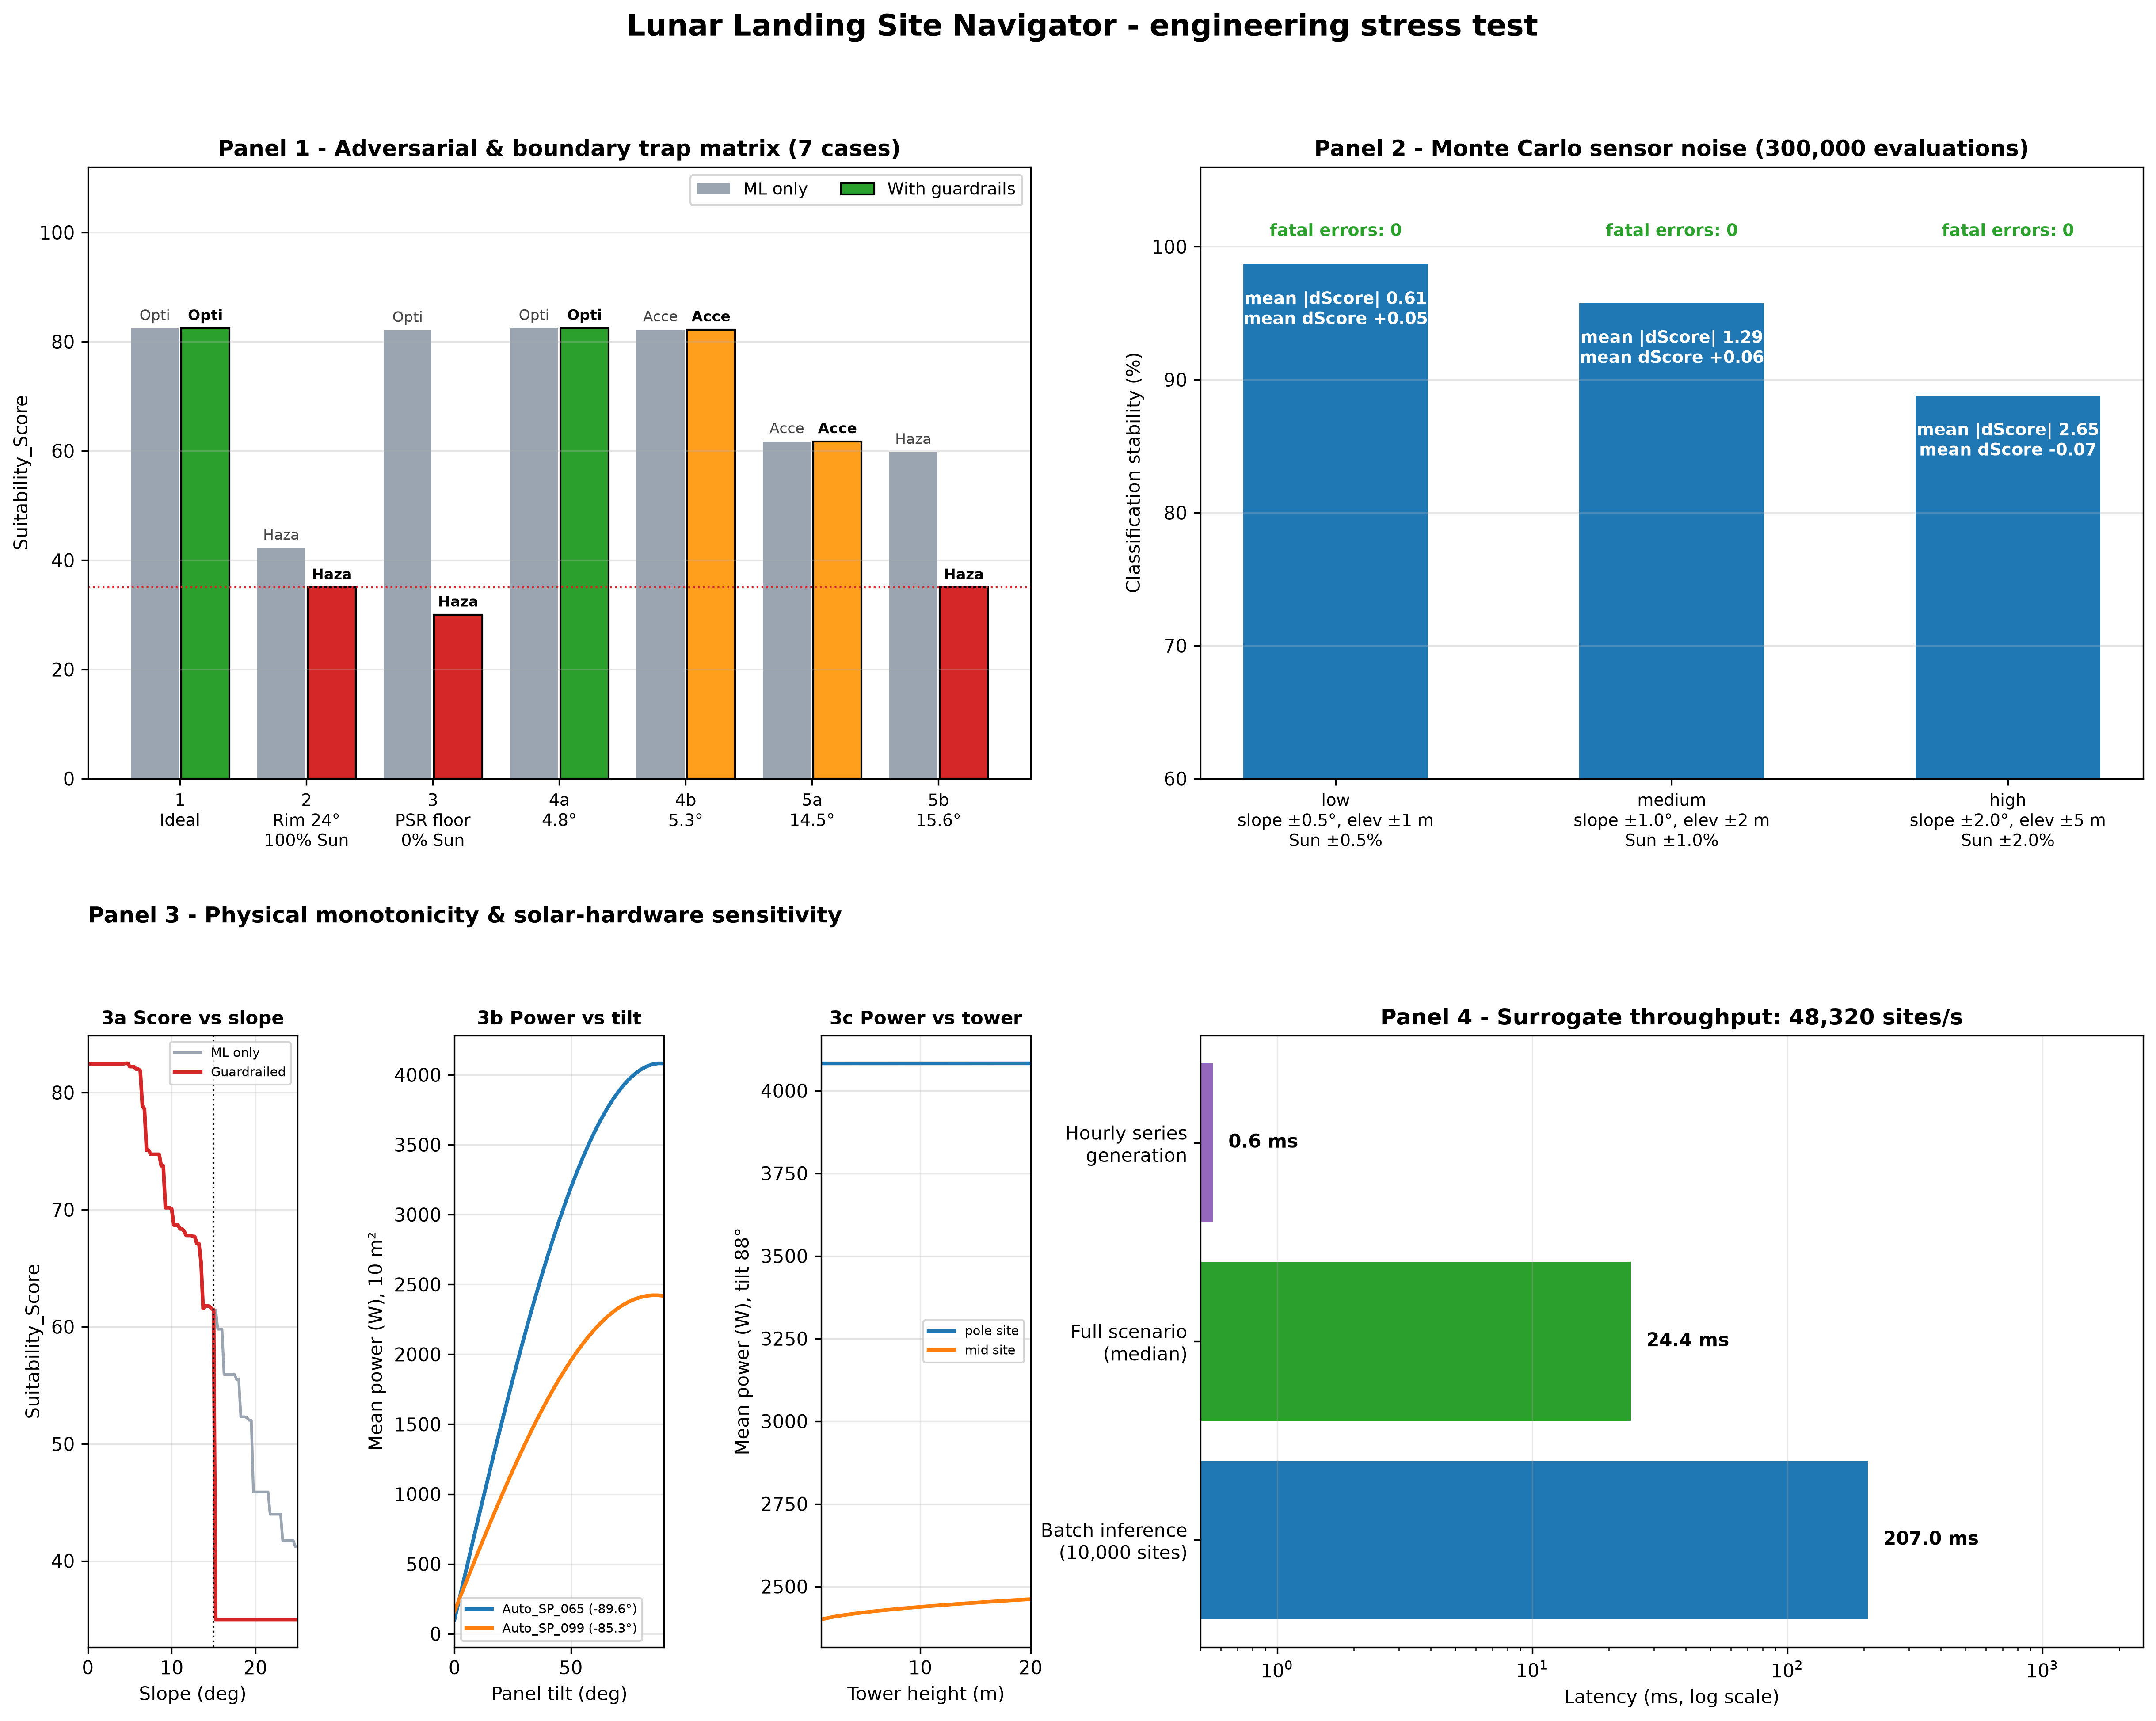 Lunar Landing Site Navigator - engineering stress test
Panel 1 - Adversarial & boundary trap matrix (7 cases)
ML only
With guardrails
Suitability_Score
100
80
60
40
20
0
Opti
Opti
Haza
Haza
Opti
Haza
Opti
Opti
Acce
Acce
Acce
Acce
Haza
Haza
1
Ideal
2
Rim 24°
100% Sun
3
PSR floor
0% Sun
4a
4.8°
4b
5.3°
5a
14.5°
5b
15.6°
Panel 2 - Monte Carlo sensor noise (300,000 evaluations)
Classification stability (%)
100
90
80
70
60
fatal errors: 0
fatal errors: 0
fatal errors: 0
mean |dScore| 0.61
mean dScore +0.05
mean |dScore| 1.29
mean dScore +0.06
mean |dScore| 2.65
mean dScore -0.07
low
slope ±0.5°, elev ±1 m
Sun ±0.5%
medium
slope ±1.0°, elev ±2 m
Sun ±1.0%
high
slope ±2.0°, elev ±5 m
Sun ±2.0%
Panel 3 - Physical monotonicity & solar-hardware sensitivity
3a Score vs slope
ML only
Guardrailed
Suitability_Score
80
70
60
50
40
0
10
20
Slope (deg)
3b Power vs tilt
Mean power (W), 10 m²
4000
3500
3000
2500
2000
1500
1000
500
0
Auto_SP_065 (-89.6°)
Auto_SP_099 (-85.3°)
0
50
Panel tilt (deg)
3c Power vs tower
Mean power (W), tilt 88°
4000
3750
3500
3250
3000
2750
2500
pole site
mid site
10
20
Tower height (m)
Panel 4 - Surrogate throughput: 48,320 sites/s
Hourly series
generation
0.6 ms
Full scenario
(median)
24.4 ms
Batch inference
(10,000 sites)
207.0 ms
10⁰
10¹
10²
10³
Latency (ms, log scale)